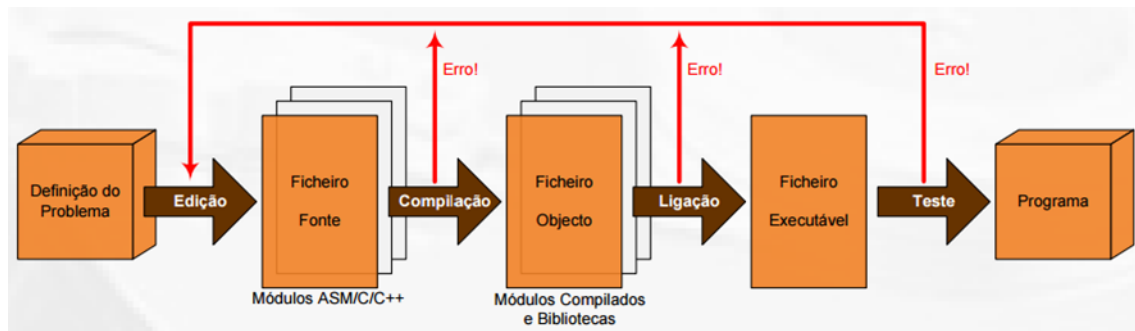 Erro!
Erro!
Erro!
Definição do
Problema
Edição
Ficheiro
Fonte
Compilação
Ficheiro
Objecto
Ligação
Ficheiro
Executável
Teste
Programa
Módulos ASM/C/C++
Módulos Compilados
e Bibliotecas